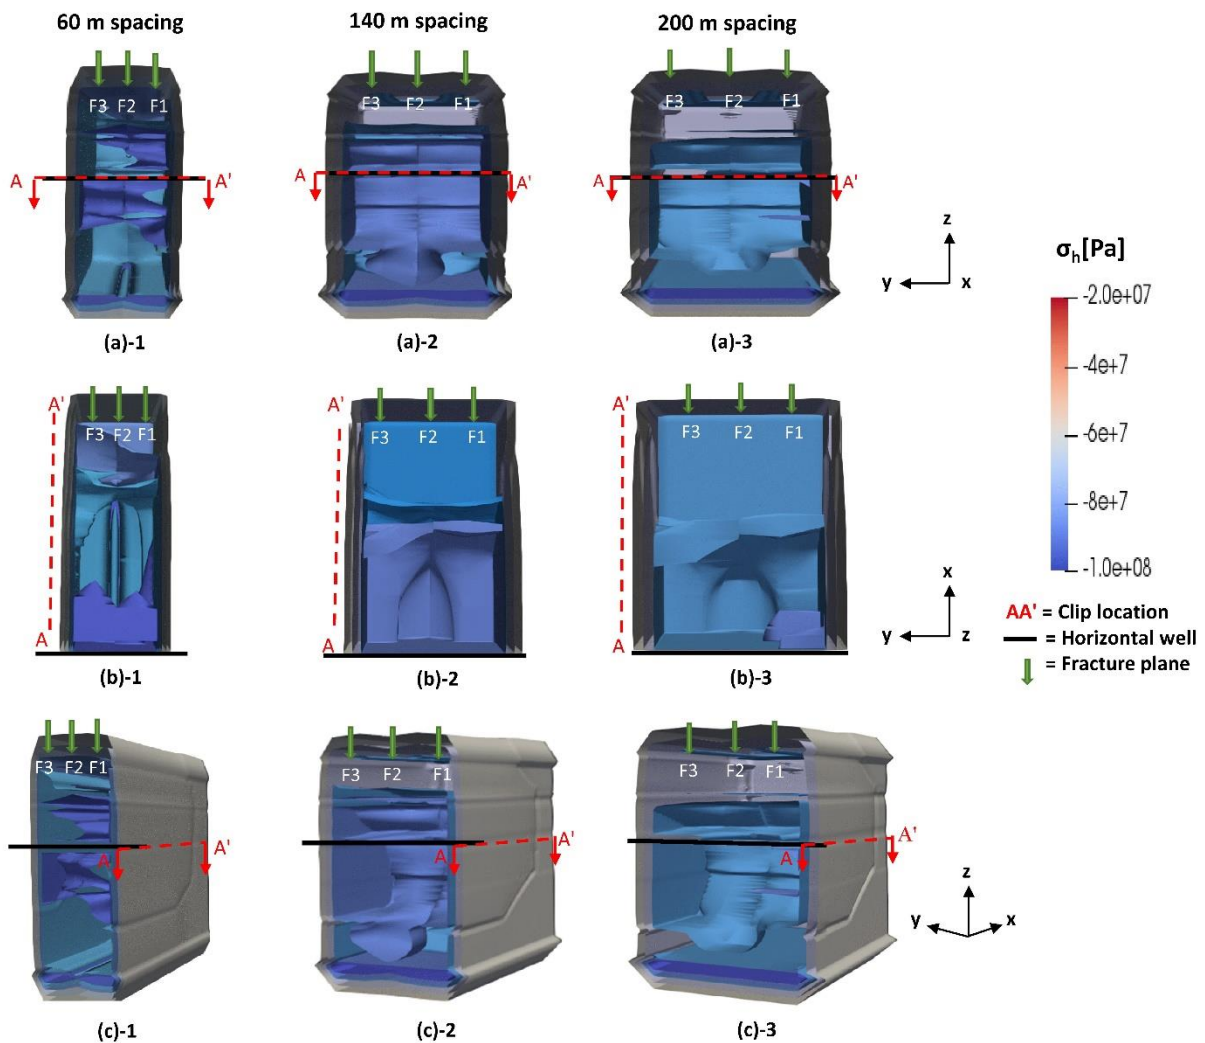 60 m spacing
140 m spacing
200 m spacing
F3 F2 F1
F3 F2 F1
F3 F2 F1
A A'
A A'
A A'
z
y x
(a)-1
(a)-2
(a)-3
σh[Pa]
-2.0e+07
-4e+7
-6e+7
-8e+7
-1.0e+08
A'
A'
A'
F3 F2 F1
F3 F2 F1
F3 F2 F1
A
A
A
x
y z
AA' = Clip location
= Horizontal well
= Fracture plane
(b)-1
(b)-2
(b)-3
F3 F2 F1
F3 F2 F1
F3 F2 F1
A A'
A A'
A A'
z
y x
(c)-1
(c)-2
(c)-3